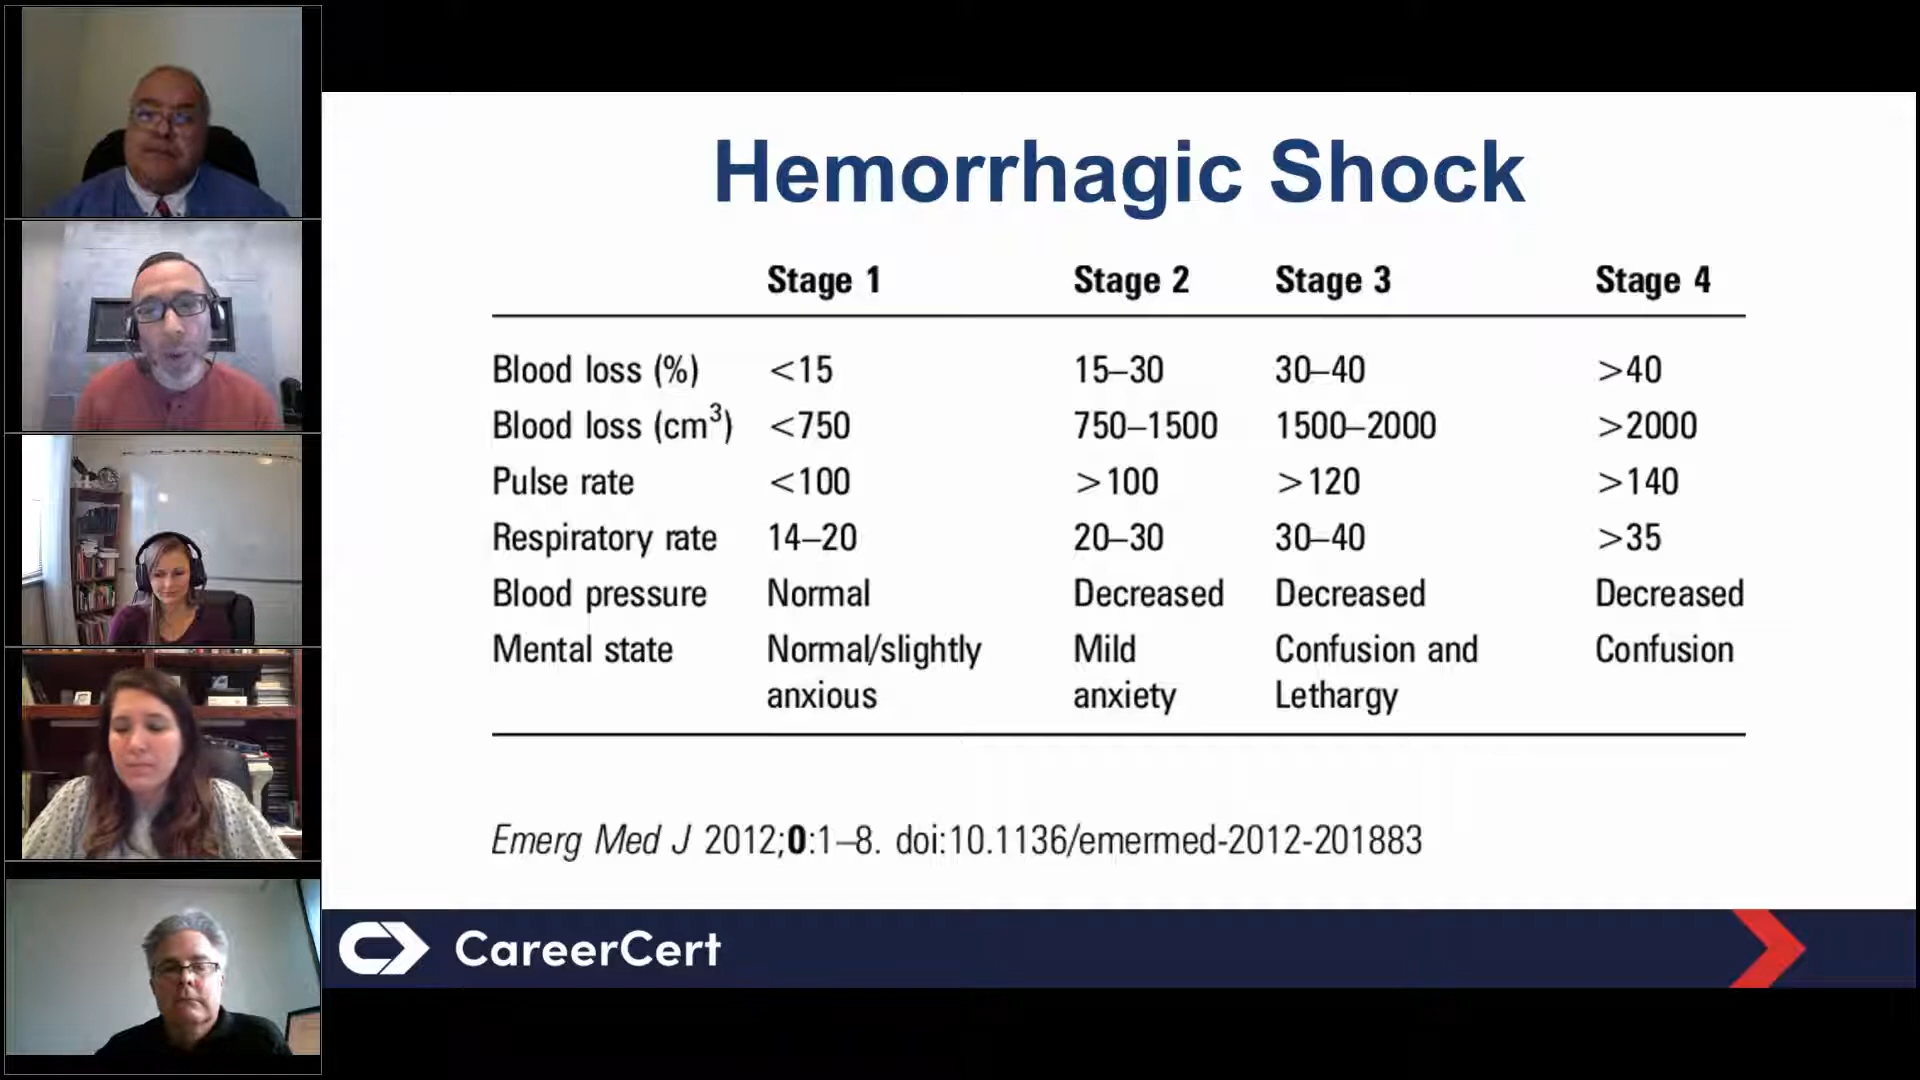 Hemorrhagic Shock
Stage 1 Stage 2 Stage 3 Stage 4
Blood loss (%) <15 15–30 30–40 >40
Blood loss (cm³) <750 750–1500 1500–2000 >2000
Pulse rate <100 >100 >120 >140
Respiratory rate 14–20 20–30 30–40 >35
Blood pressure Normal Decreased Decreased Decreased
Mental state Normal/slightly Mild Confusion and Confusion
anxious anxiety Lethargy
Emerg Med J 2012;0:1–8. doi:10.1136/emermed-2012-201883
CareerCert